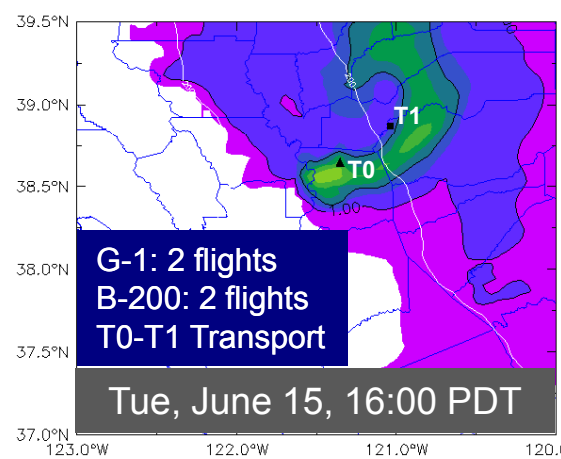 39.5°N
39.0°N
T1
T0
38.5°N
1.00
200
G-1: 2 flights
B-200: 2 flights
T0-T1 Transport
38.0°N
37.5°N
Tue, June 15, 16:00 PDT
37.0°N
123.0°W
122.0°W
121.0°W
120.